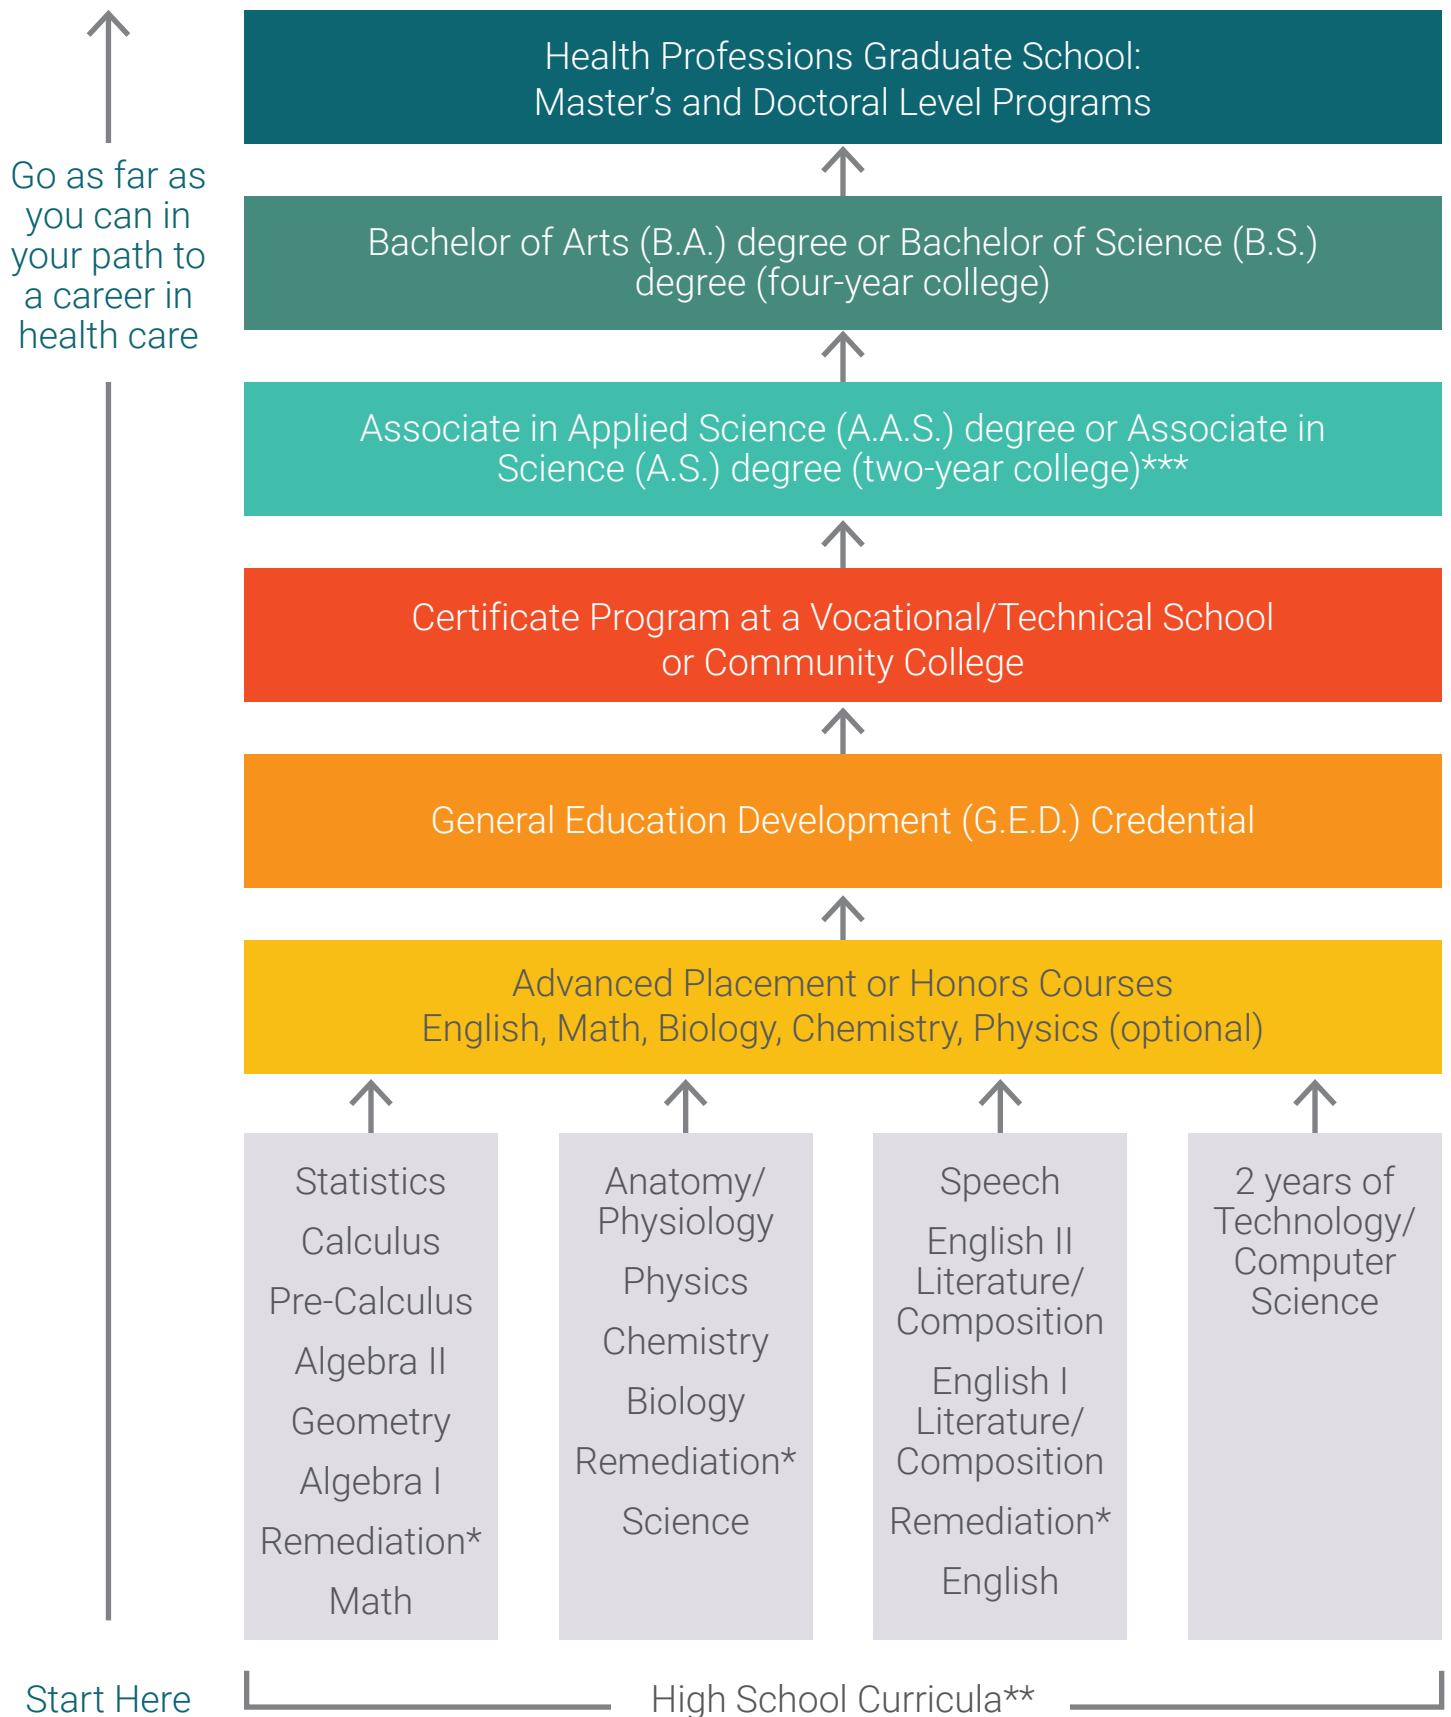 Health Professions Graduate School:
Master's and Doctoral Level Programs
Go as far as
you can in
your path to
a career in
health care
Bachelor of Arts (B.A.) degree or Bachelor of Science (B.S.)
degree (four-year college)
Associate in Applied Science (A.A.S.) degree or Associate in
Science (A.S.) degree (two-year college)***
Certificate Program at a Vocational/Technical School
or Community College
General Education Development (G.E.D.) Credential
Advanced Placement or Honors Courses
English, Math, Biology, Chemistry, Physics (optional)
Statistics
Calculus
Pre-Calculus
Algebra II
Geometry
Algebra I
Remediation*
Math
Anatomy/
Physiology
Physics
Chemistry
Biology
Remediation*
Science
Speech
English II
Literature/
Composition
English I
Literature/
Composition
Remediation*
English
2 years of
Technology/
Computer
Science
Start Here
High School Curricula**